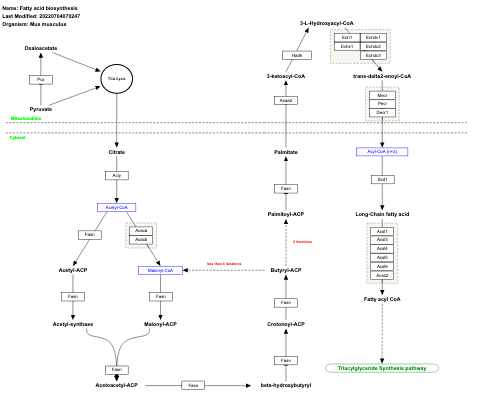 Name: Fatty acid biosynthesis
Last Modified: 20220704070247
Organism: Mus musculus
3-L-Hydroxyacyl-CoA
Oxaloacetate
TCA Cycle
Pcx
Pyruvate
Mitochondrion
Cytosol
Hadh
Echs1
Ech1
Echdc1
Echdc2
Echdc3
3-ketoacyl-CoA
trans-delta2-enoyl-CoA
Acaa2
Mecr
Pecr
Decr1
Citrate
Palmitate
Acyl-CoA (n+2)
Acly
Fasn
Scd1
Acetyl-CoA
Palmitoyl-ACP
Long-Chain fatty acid
Fasn
Acaca
Acacb
6 iterations
less than 6 iterations
Acsl1
Acsl3
Acsl4
Acsl5
Acsl6
Acss2
Acetyl-ACP
Malonyl-CoA
Butyryl-ACP
Fasn
Fasn
Fasn
Fatty acyl CoA
Acetyl-synthase
Malonyl-ACP
Crotonoyl-ACP
Fasn
Fasn
Triacylglyceride Synthesis pathway
Acetoacetyl-ACP
Fasn
beta-hydroxybutyryl